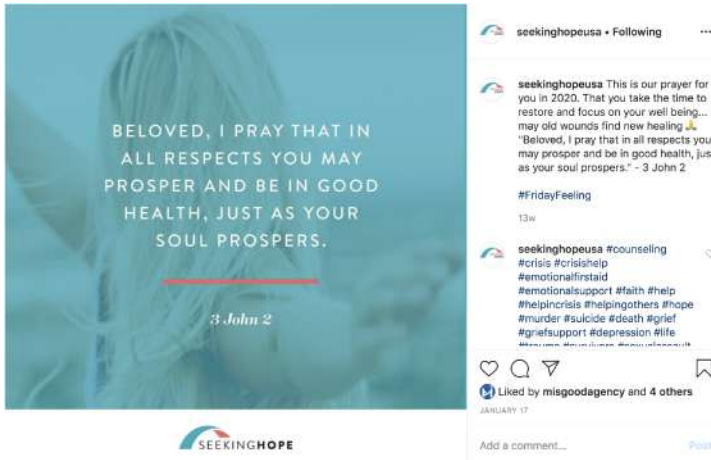 BELOVED, I PRAY THAT IN
ALL RESPECTS YOU MAY
PROSPER AND BE IN GOOD
HEALTH, JUST AS YOUR
SOUL PROSPERS.
3 John 2
SEEKINGHOPE
seekinghopeusa • Following
seekinghopeusa This is our prayer for
you in 2020. That you take the time to
restore and focus on your well being...
may old wounds find new healing 🙏
"Beloved, I pray that in all respects you
may prosper and be in good health, jus
as your soul prospers." - 3 John 2
#FridayFeeling
13w
seekinghopeusa #counseling
#crisis #crisishelp
#emotionalfirstaid
#emotionalsupport #faith #help
#helpincrisis #helpingothers #hope
#murder #suicide #death #grief
#griefsupport #depression #life
Liked by misgoodagency and 4 others
JANUARY 17
Add a comment...
Post